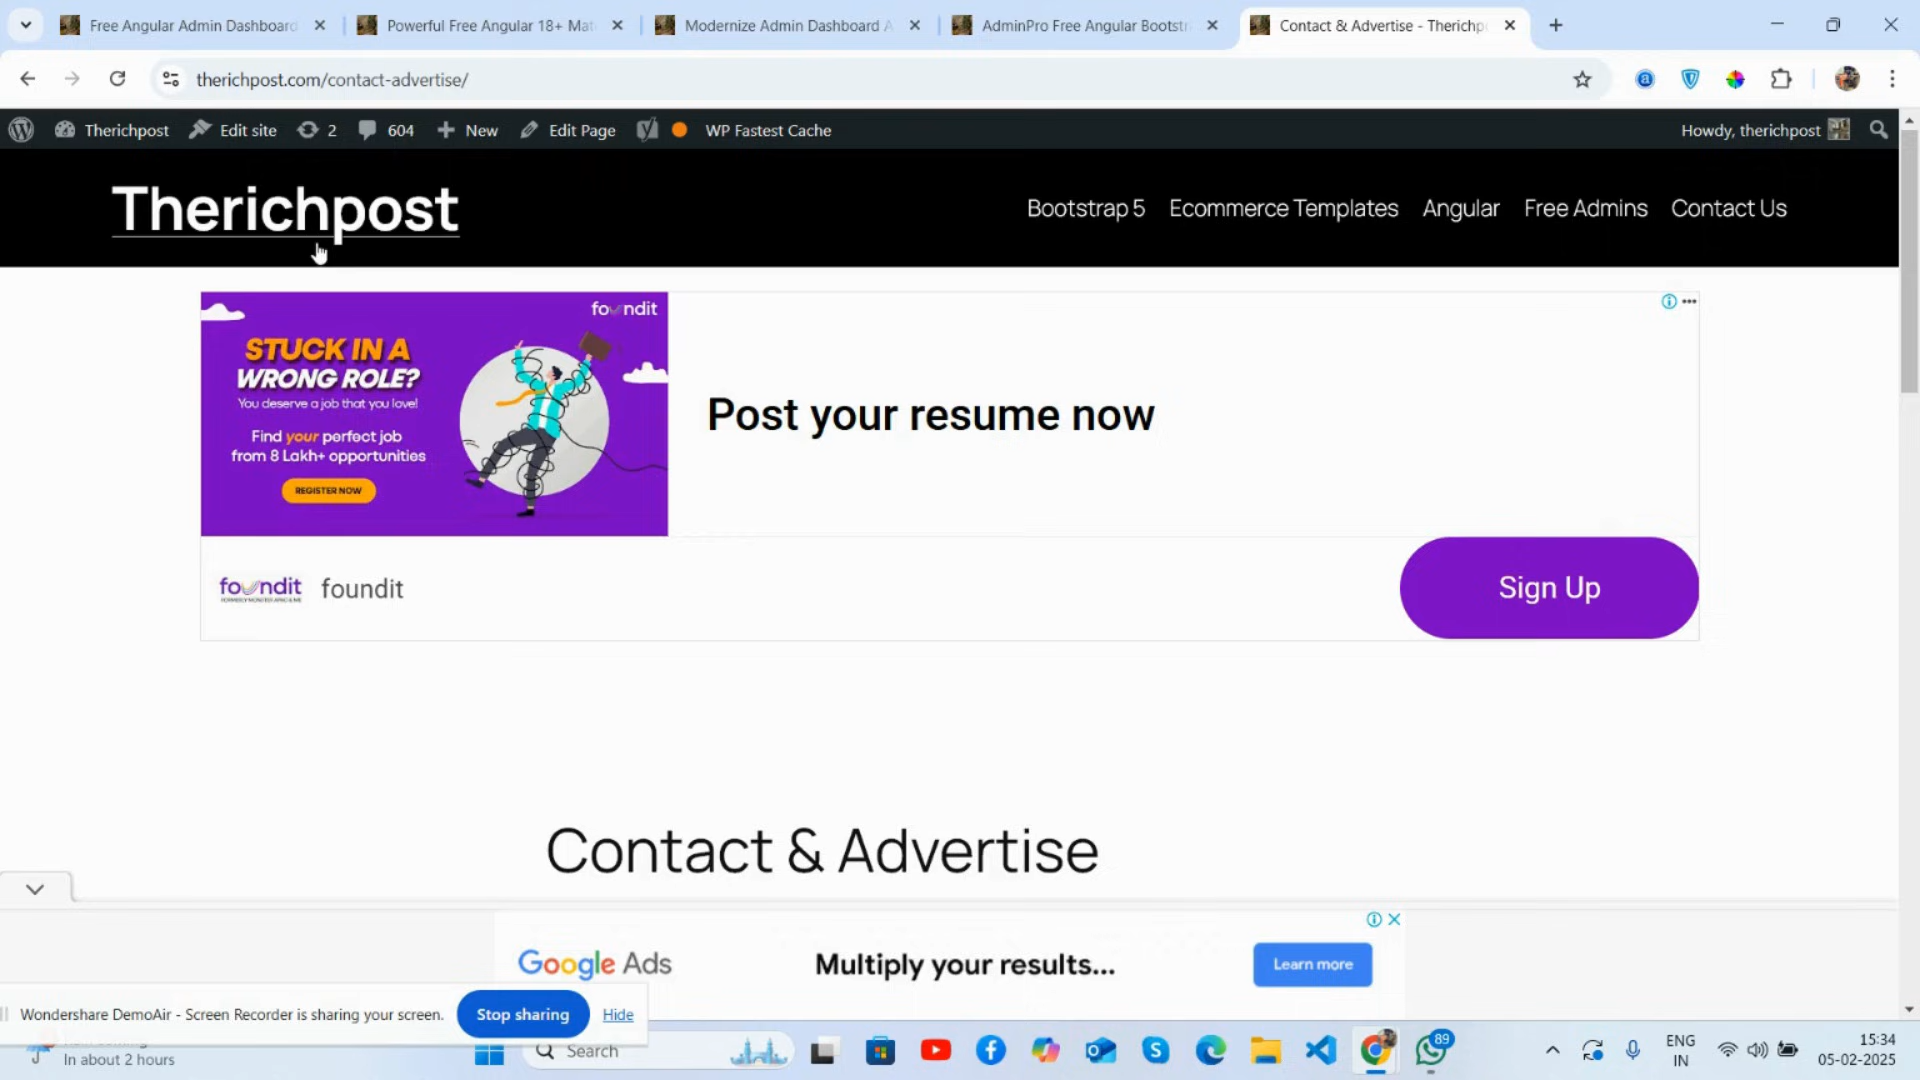 Free Angular Admin Dashboard
Powerful Free Angular 18+ Mat
Modernize Admin Dashboard A
AdminPro Free Angular Bootstr
Contact & Advertise - Therichpo
therichpost.com/contact-advertise/
Therichpost
Edit site
2
604
New
Edit Page
WP Fastest Cache
Howdy, therichpost
Therichpost
Bootstrap 5
Ecommerce Templates
Angular
Free Admins
Contact Us
foundit
STUCK IN A
WRONG ROLE?
You deserve a job that you love!
Find your perfect job
from 8 Lakh+ opportunities
REGISTER NOW
Post your resume now
foundit
foundit
Sign Up
Contact & Advertise
Google Ads
Multiply your results...
Learn more
Wondershare DemoAir - Screen Recorder is sharing your screen.
Stop sharing
Hide
In about 2 hours
Search
89
ENG
IN
15:34
05-02-2025